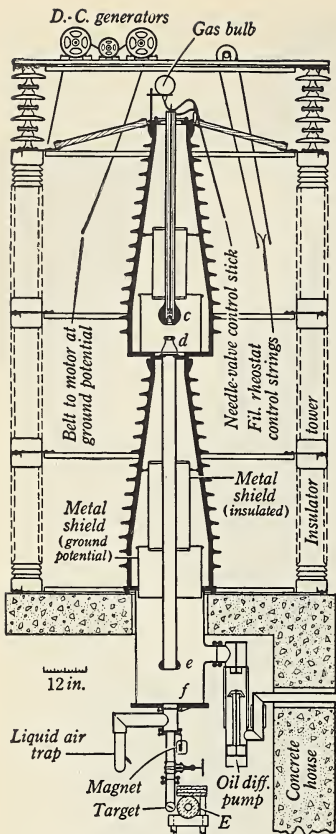 D.-C. generators
Gas bulb
c
d
Belt to motor at
ground potential
Needle-valve control stick
Fil. rheostat
control strings
Insulator tower
Metal
shield
(ground
potential)
Metal
shield
(insulated)
e
f
12 in.
Liquid air
trap
Magnet
Target
E
Oil diff.
pump
Concrete
house